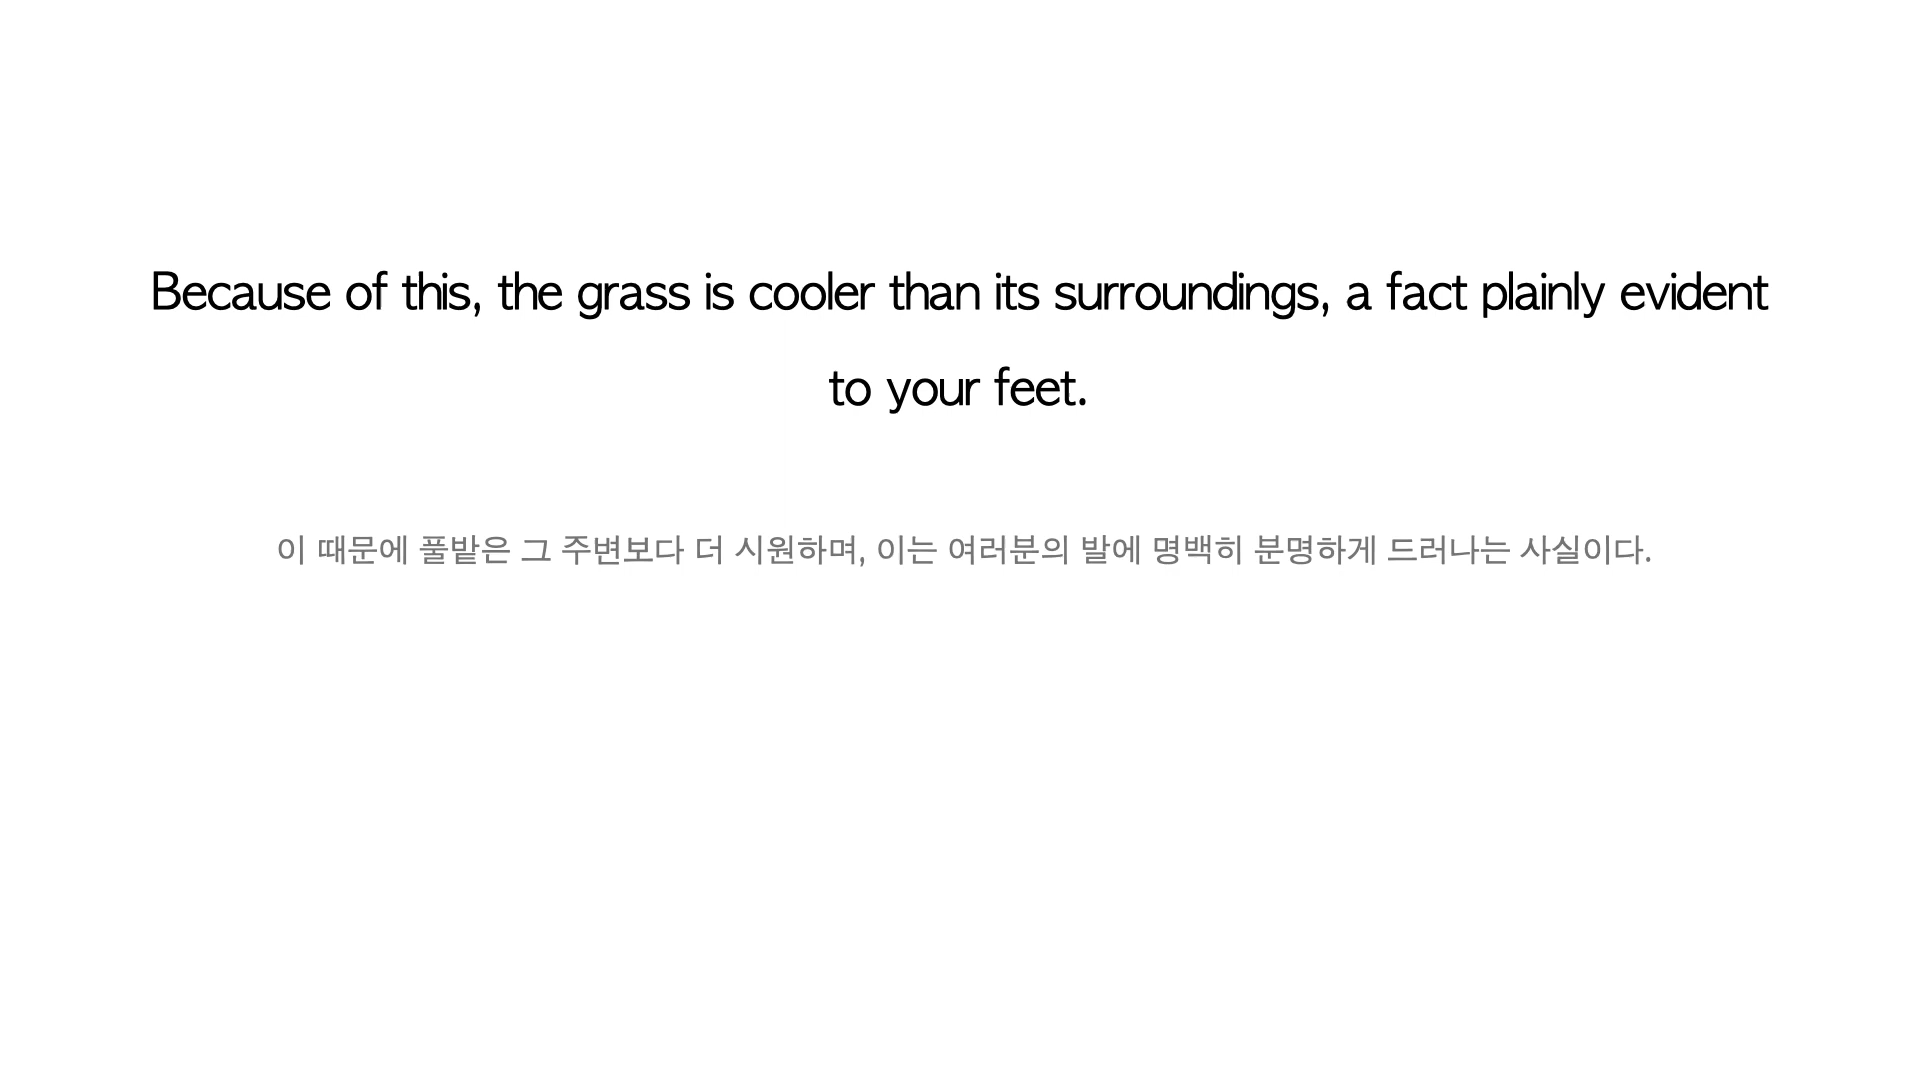 Because of this, the grass is cooler than its surroundings, a fact plainly evident
to your feet.
이 때문에 풀밭은 그 주변보다 더 시원하며, 이는 여러분의 발에 명백히 분명하게 드러나는 사실이다.